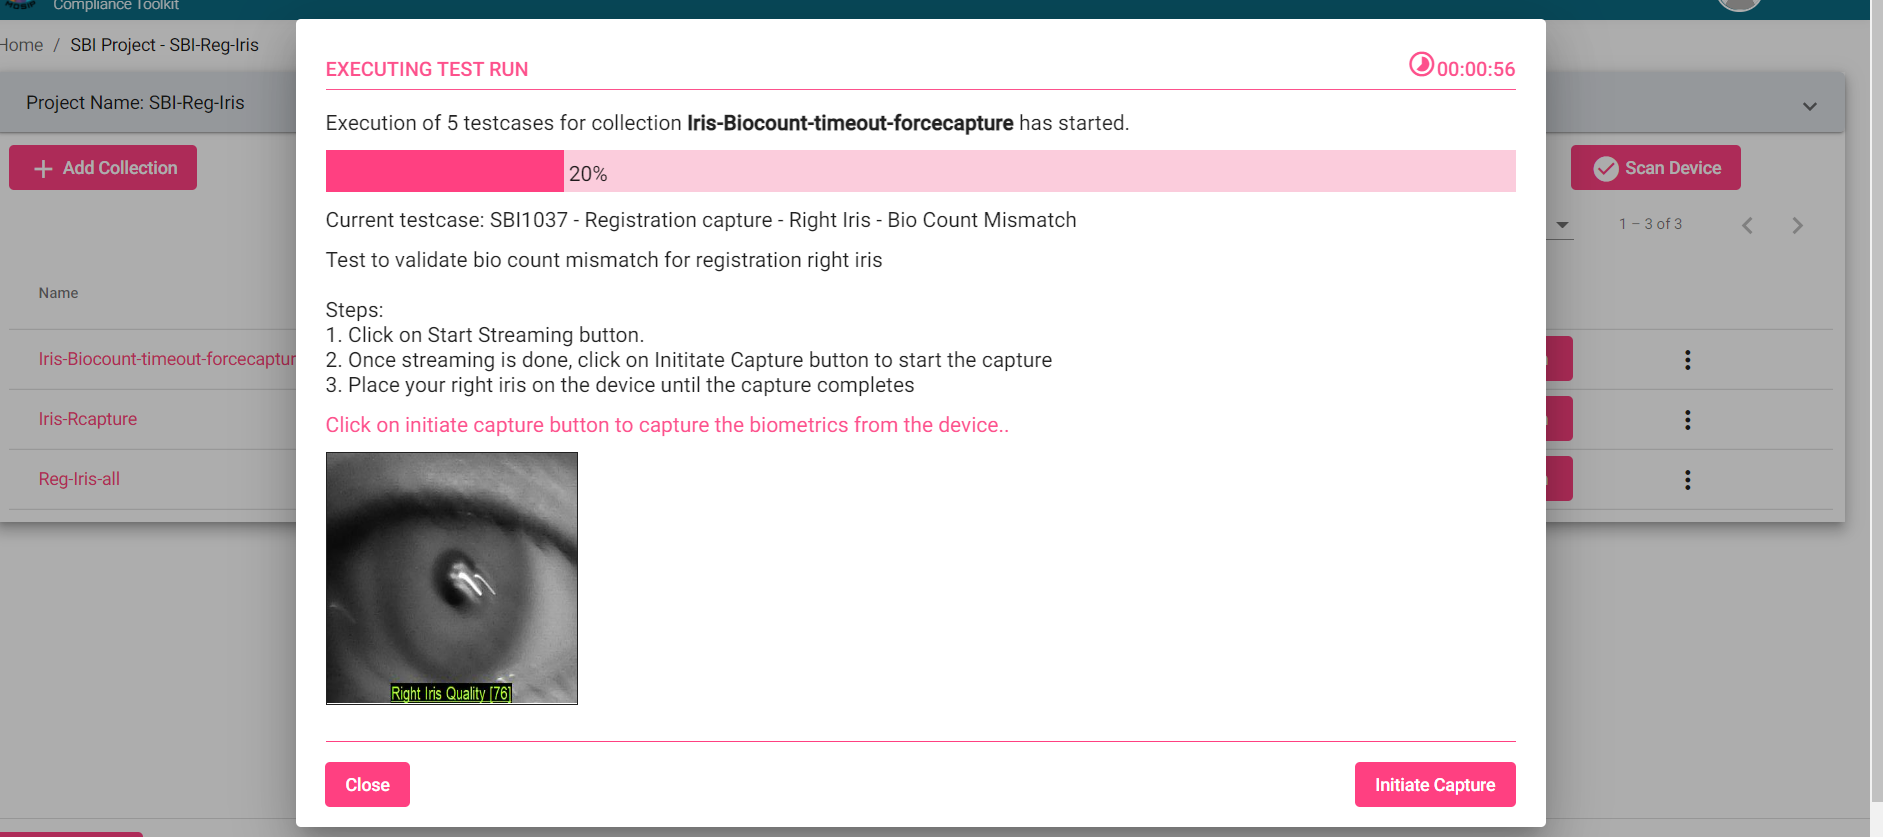 Compliance Toolkit
Home / SBI Project - SBI-Reg-Iris
Project Name: SBI-Reg-Iris
Add Collection
Scan Device
1 – 3 of 3
Name
Iris-Biocount-timeout-forcecaptur
Iris-Rcapture
Reg-Iris-all
EXECUTING TEST RUN
00:00:56
Execution of 5 testcases for collection Iris-Biocount-timeout-forcecapture has started.
20%
Current testcase: SBI1037 - Registration capture - Right Iris - Bio Count Mismatch
Test to validate bio count mismatch for registration right iris
Steps:
1. Click on Start Streaming button.
2. Once streaming is done, click on Inititate Capture button to start the capture
3. Place your right iris on the device until the capture completes
Click on initiate capture button to capture the biometrics from the device..
Right Iris Quality [76]
Close
Initiate Capture